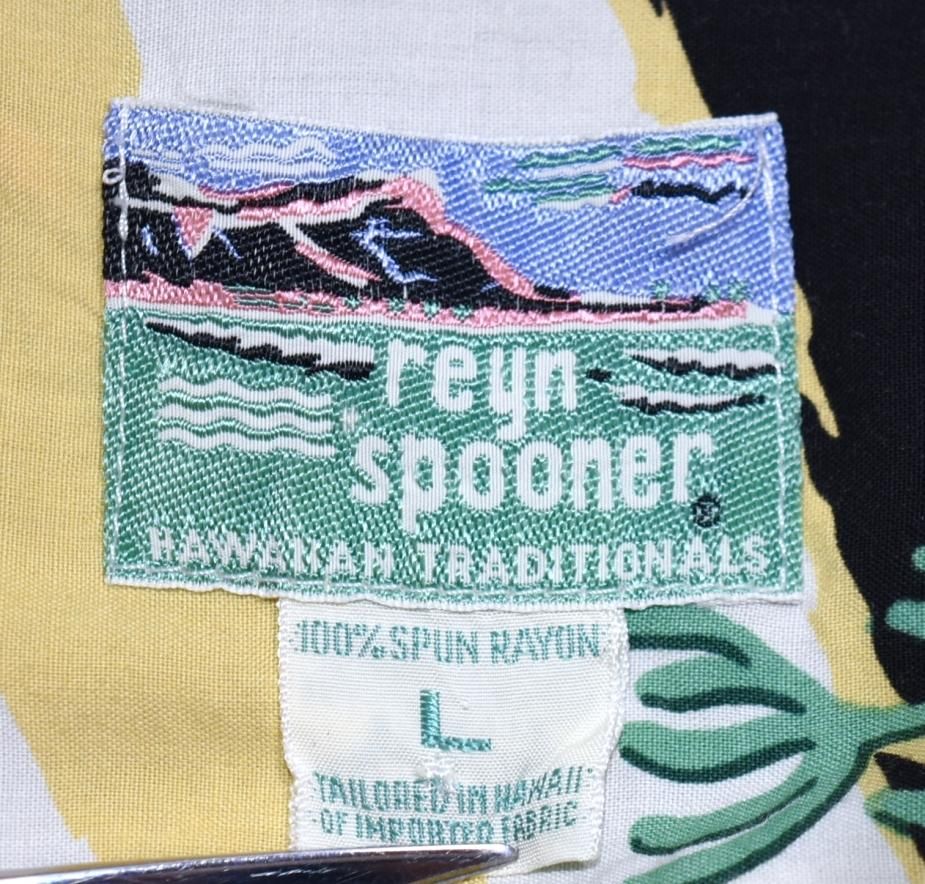 reyn
spooner®
HAWAIIAN TRADITIONALS
100% SPUN RAYON
L
TAILORED IN HAWAII
OF IMPORTED FABRIC